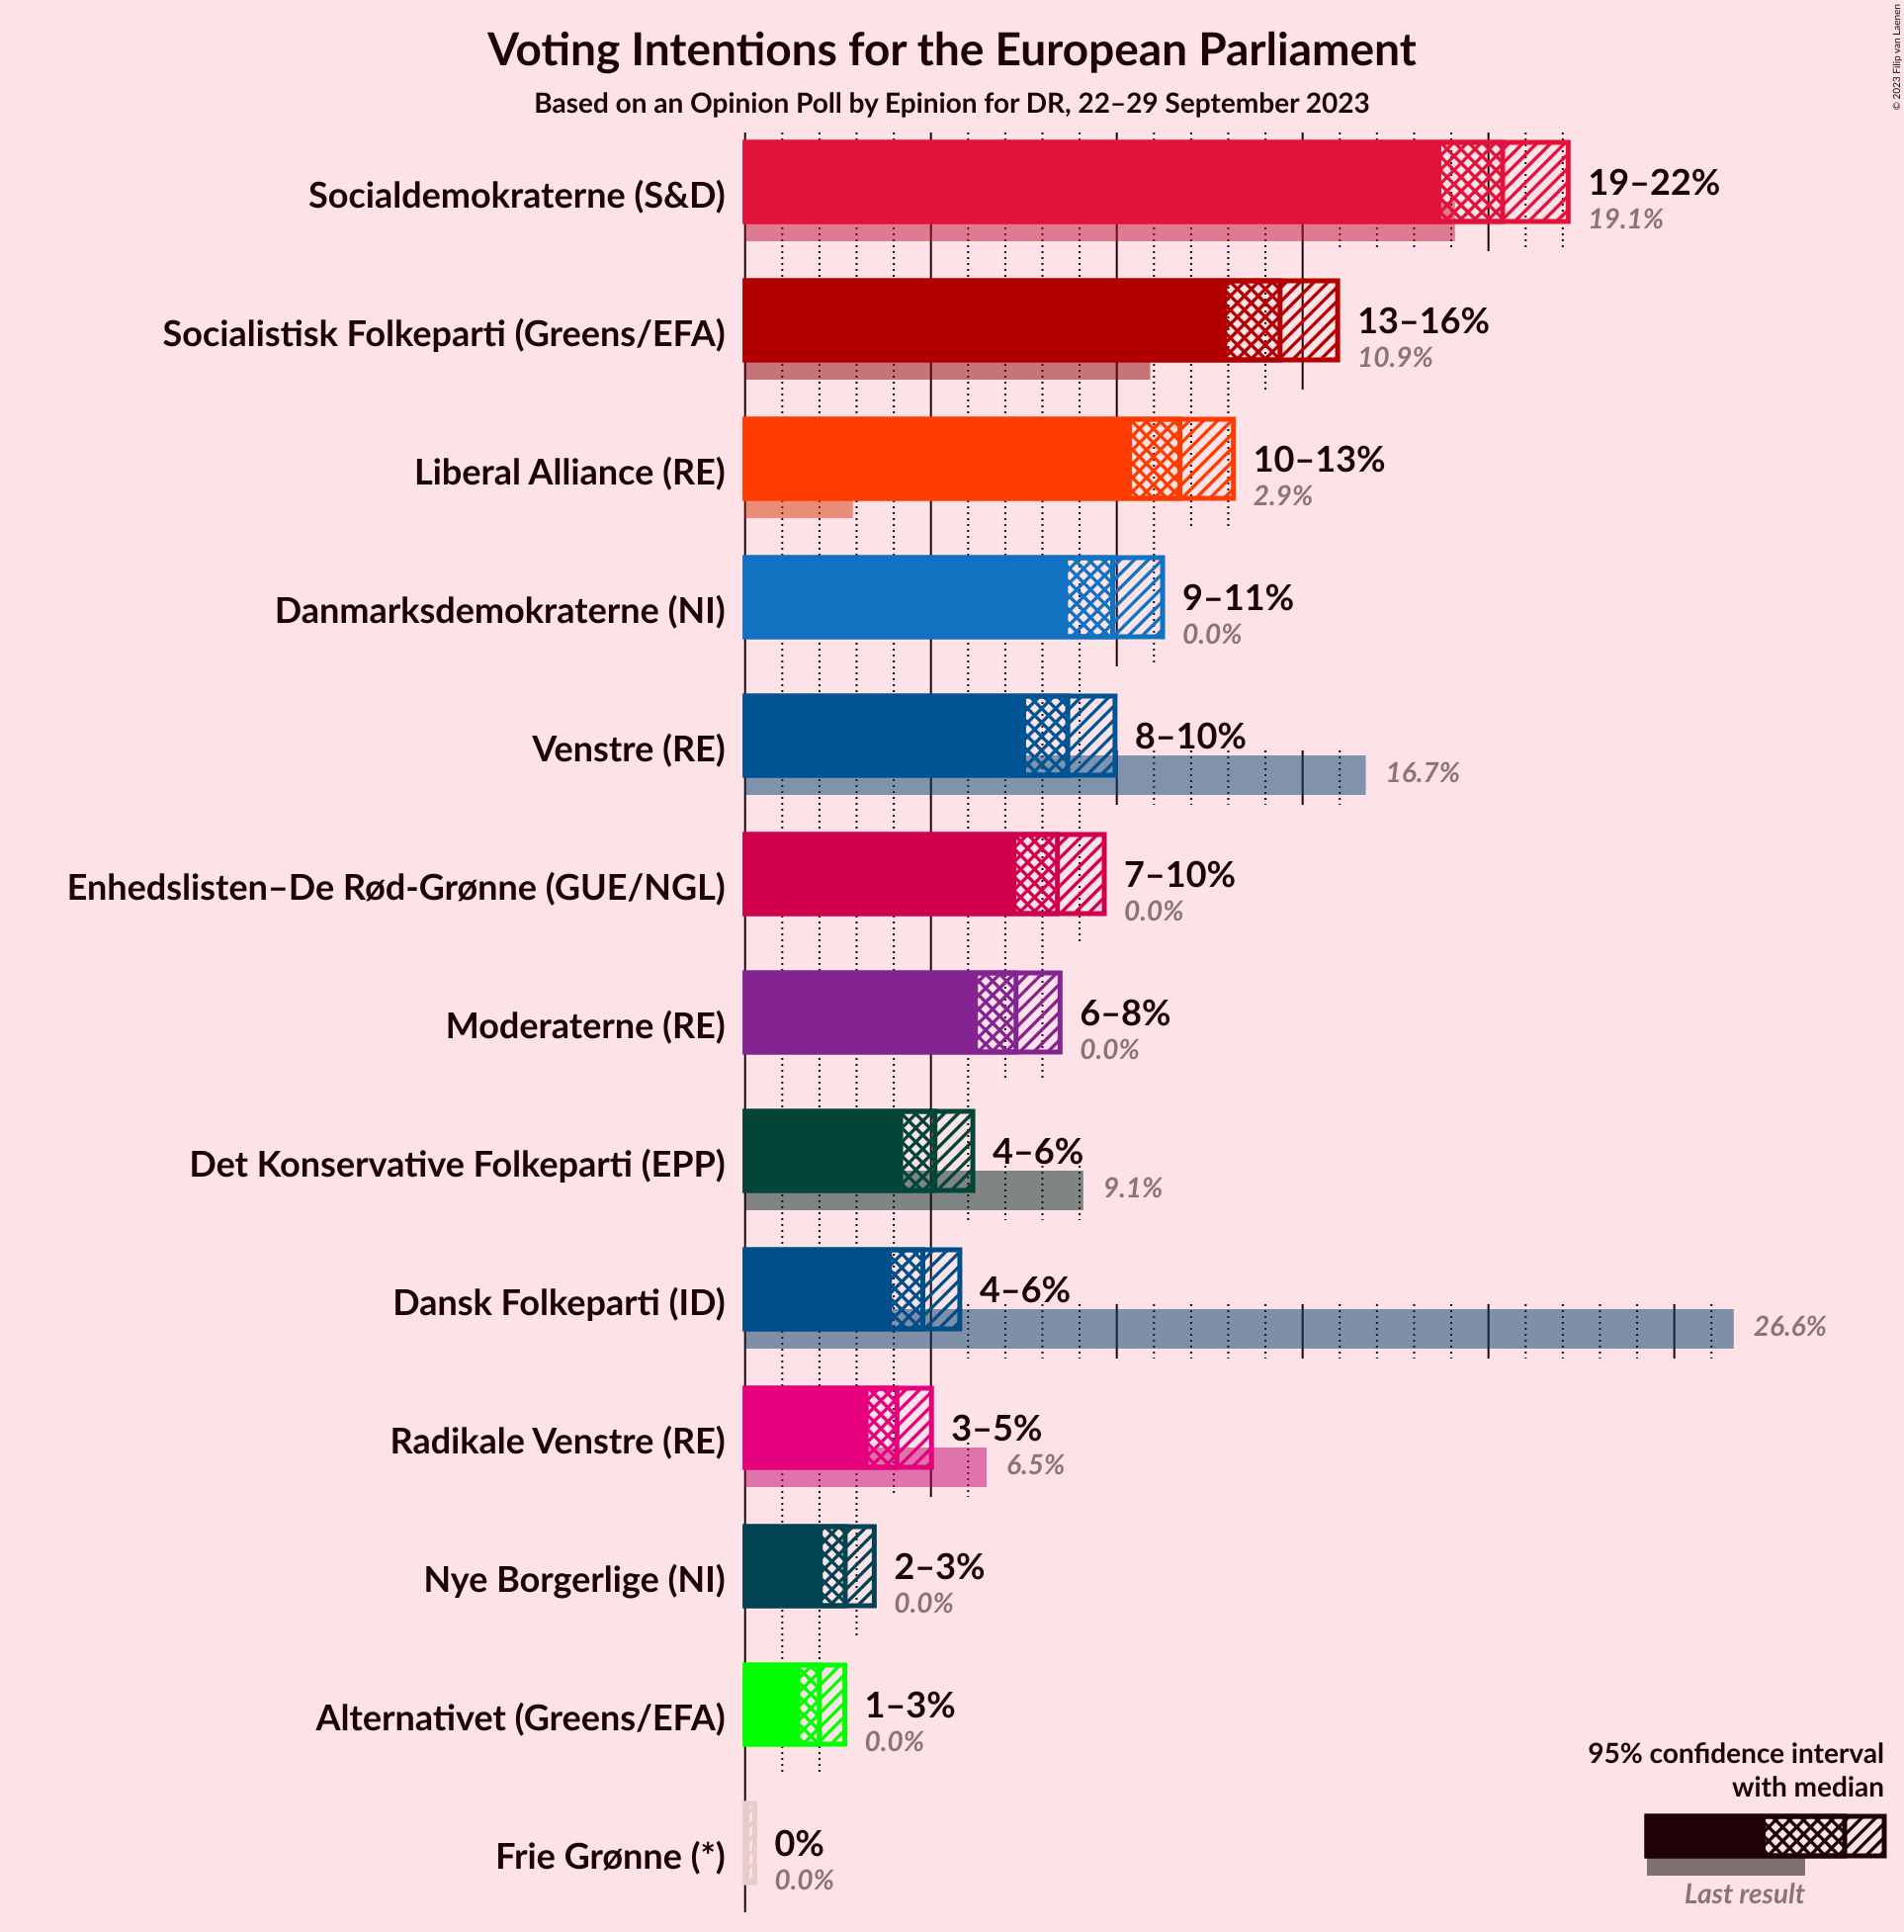 Voting Intentions for the European Parliament
Based on an Opinion Poll by Epinion for DR, 22–29 September 2023
© 2023 Filip van Laenen
Socialdemokraterne (S&D)
19–22%
19.1%
Socialistisk Folkeparti (Greens/EFA)
13–16%
10.9%
Liberal Alliance (RE)
10–13%
2.9%
Danmarksdemokraterne (NI)
9–11%
0.0%
Venstre (RE)
8–10%
16.7%
Enhedslisten–De Rød-Grønne (GUE/NGL)
7–10%
0.0%
Moderaterne (RE)
6–8%
0.0%
Det Konservative Folkeparti (EPP)
4–6%
9.1%
Dansk Folkeparti (ID)
4–6%
26.6%
Radikale Venstre (RE)
3–5%
6.5%
Nye Borgerlige (NI)
2–3%
0.0%
Alternativet (Greens/EFA)
1–3%
0.0%
Frie Grønne (*)
0%
0.0%
95% confidence interval
with median
Last result